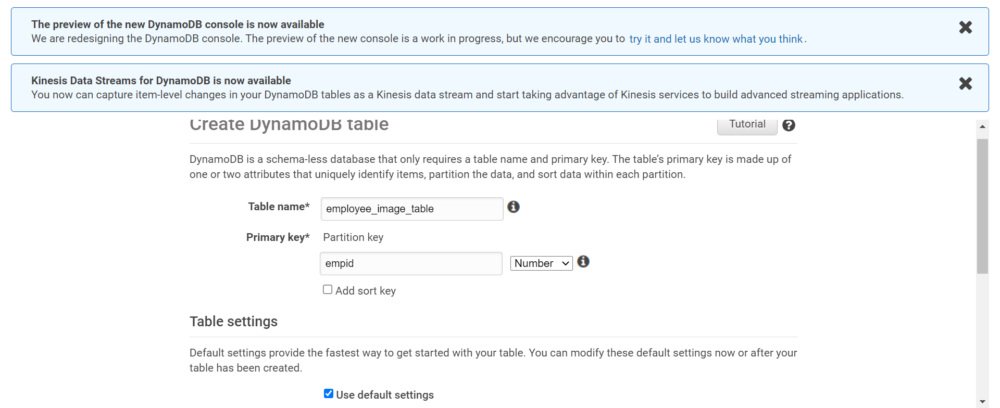 The preview of the new DynamoDB console is now available
We are redesigning the DynamoDB console. The preview of the new console is a work in progress, but we encourage you to try it and let us know what you think.
Kinesis Data Streams for DynamoDB is now available
You now can capture item-level changes in your DynamoDB tables as a Kinesis data stream and start taking advantage of Kinesis services to build advanced streaming applications.
Create DynamoDB table
Tutorial
DynamoDB is a schema-less database that only requires a table name and primary key. The table’s primary key is made up of
one or two attributes that uniquely identify items, partition the data, and sort data within each partition.
Table name* employee_image_table
Primary key* Partition key
empid Number
Add sort key
Table settings
Default settings provide the fastest way to get started with your table. You can modify these default settings now or after your
table has been created.
Use default settings